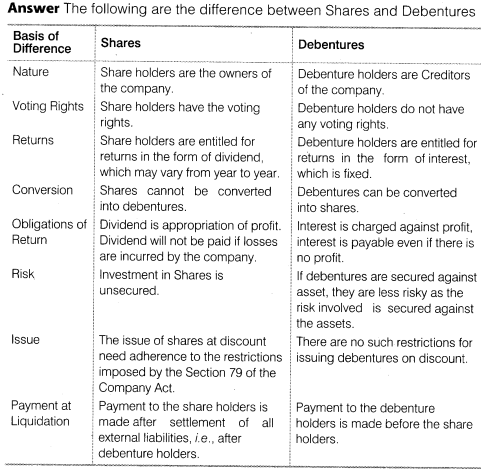 Answer The following are the difference between Shares and Debentures
Basis of
Difference
Shares
Debentures
Nature
Share holders are the owners of
the company.
Debenture holders are Creditors
of the company.
Voting Rights
Share holders have the voting
rights.
Debenture holders do not have
any voting rights.
Returns
Share holders are entitled for
returns in the form of dividend,
which may vary from year to year.
Debenture holders are entitled for
returns in the form of interest,
which is fixed.
Conversion
Shares cannot be converted
into debentures.
Debentures can be converted
into shares.
Obligations of
Return
Dividend is appropriation of profit.
Dividend will not be paid if losses
are incurred by the company.
Interest is charged against profit,
interest is payable even if there is
no profit.
Risk
Investment in Shares is
unsecured.
If debentures are secured against
asset, they are less risky as the
risk involved is secured against
the assets.
Issue
The issue of shares at discount
need adherence to the restrictions
imposed by the Section 79 of the
Company Act.
There are no such restrictions for
issuing debentures on discount.
Payment at
Liquidation
Payment to the share holders is
made after settlement of all
external liabilities, i.e., after
debenture holders.
Payment to the debenture
holders is made before the share
holders.